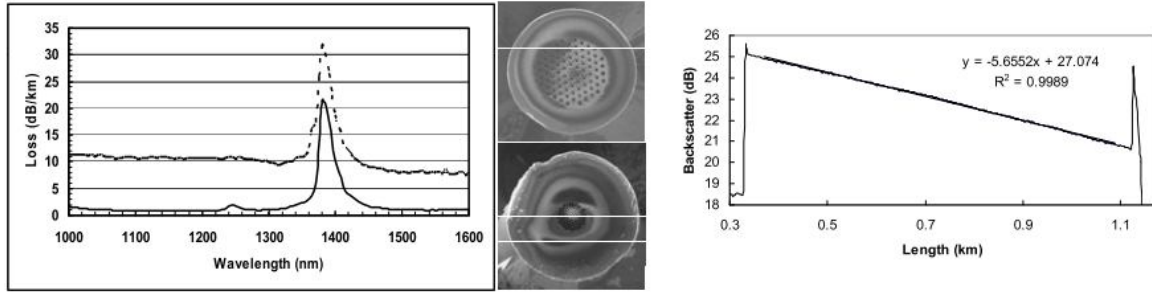 35
30
25
20
15
10
5
0
Loss (dB/km)
1000 1100 1200 1300 1400 1500 1600
Wavelength (nm)
26
25
24
23
22
21
20
19
18
Backscatter (dB)
y = -5.6552x + 27.074
R² = 0.9989
0.3 0.5 0.7 0.9 1.1
Length (km)